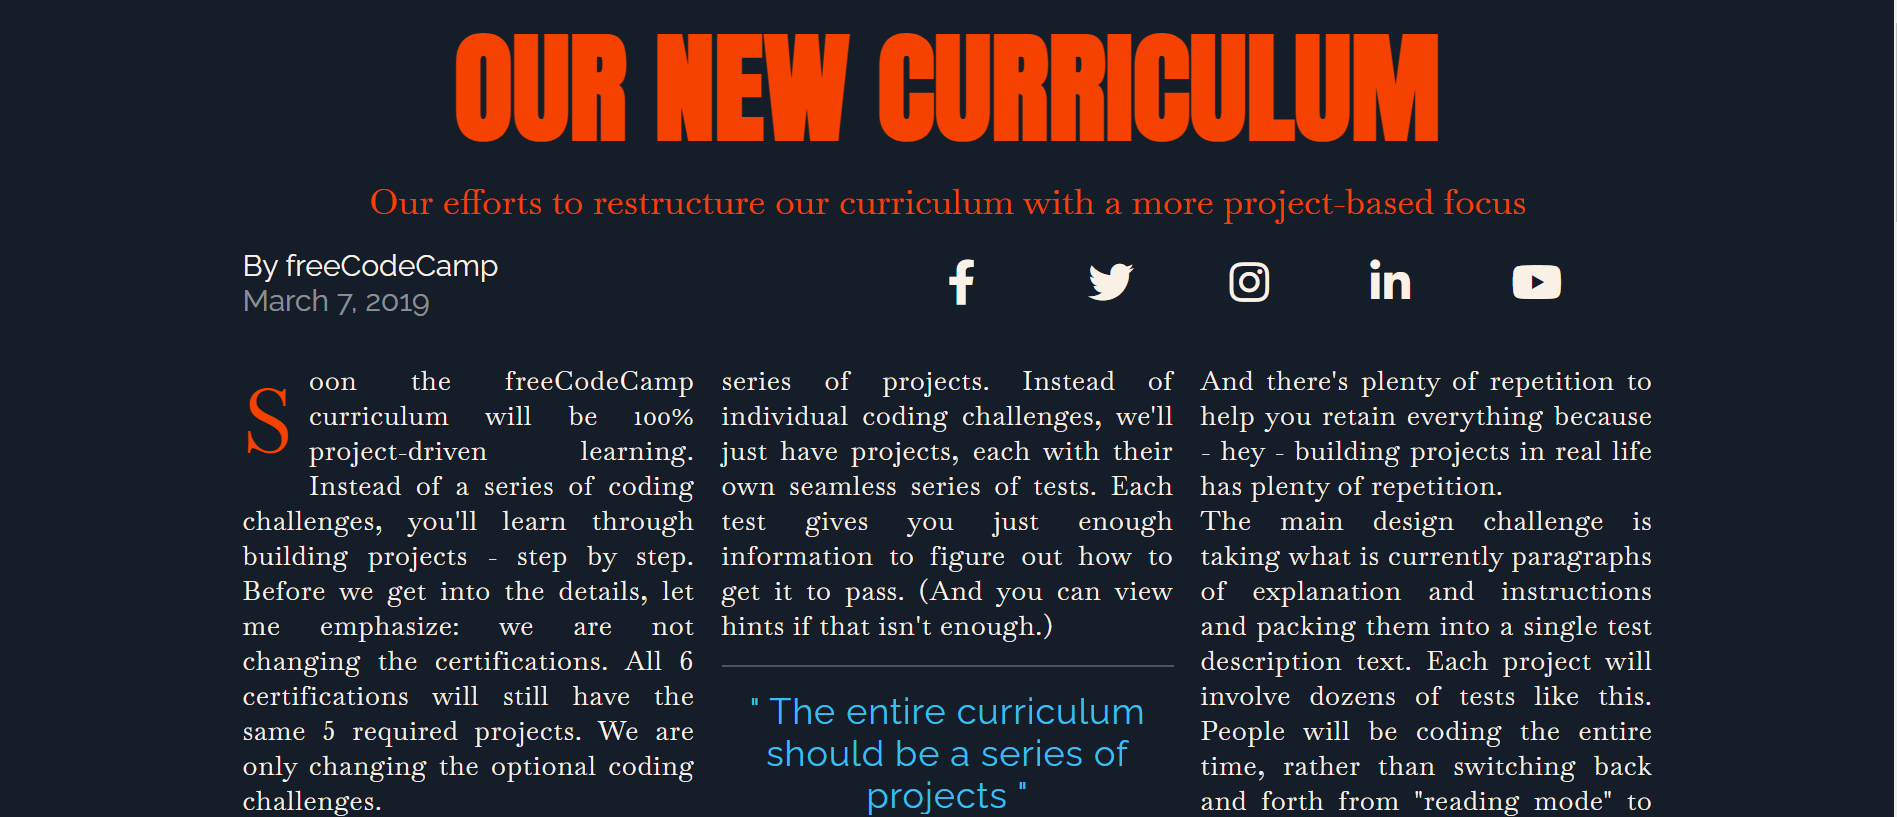 OUR NEW CURRICULUM
Our efforts to restructure our curriculum with a more project-based focus
By freeCodeCamp
March 7, 2019
Soon the freeCodeCamp
curriculum will be 100%
project-driven learning.
Instead of a series of coding
challenges, you'll learn through
building projects - step by step.
Before we get into the details, let
me emphasize: we are not
changing the certifications. All 6
certifications will still have the
same 5 required projects. We are
only changing the optional coding
challenges.
series of projects. Instead of
individual coding challenges, we'll
just have projects, each with their
own seamless series of tests. Each
test gives you just enough
information to figure out how to
get it to pass. (And you can view
hints if that isn't enough.)
" The entire curriculum
should be a series of
projects "
And there's plenty of repetition to
help you retain everything because
- hey - building projects in real life
has plenty of repetition.
The main design challenge is
taking what is currently paragraphs
of explanation and instructions
and packing them into a single test
description text. Each project will
involve dozens of tests like this.
People will be coding the entire
time, rather than switching back
and forth from "reading mode" to